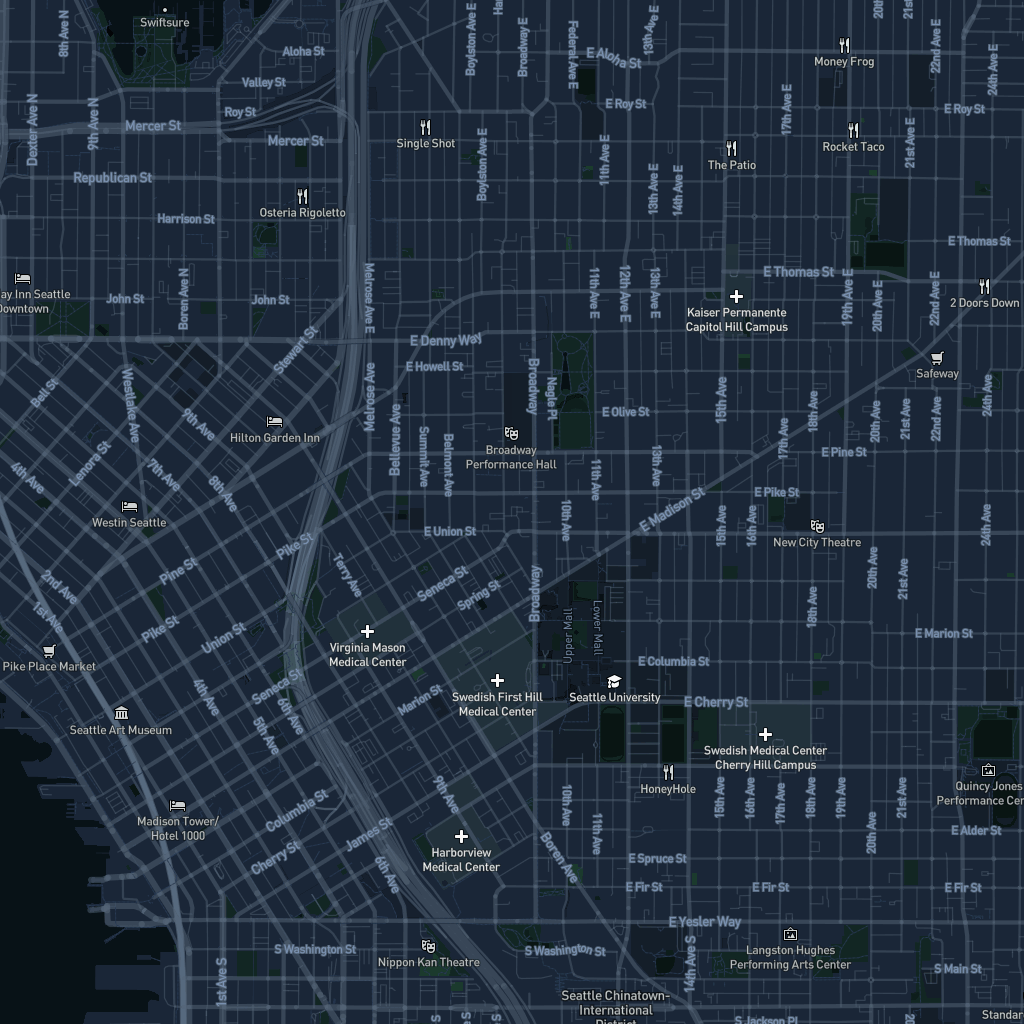 Swiftsure
8th Ave N
Boylston Ave E
Broadway E
Federal Ave E
13th Ave E
21st
22nd Ave E
24th Ave E
Aloha St
E Aloha St
Money Frog
Valley St
Dexter Ave N
9th Ave N
Roy St
E Roy St
17th Ave E
E Roy St
Mercer St
Mercer St
Single Shot
Boylston Ave E
11th Ave E
The Patio
Rocket Taco
21st Ave E
Republican St
13th Ave E
14th Ave E
Osteria Rigoletto
Harrison St
E Thomas St
E Thomas St
ay Inn Seattle
Downtown
John St
Boren Ave N
John St
Melrose Ave E
11th Ave E
12th Ave E
13th Ave E
Kaiser Permanente
Capitol Hill Campus
19th Ave E
20th Ave E
22nd Ave E
2 Doors Down
Stewart St
E Denny Way
E Howell St
Safeway
Bell St
Westlake Ave
9th Ave
Melrose Ave
Broadway
Nagle Pl
E Olive St
15th Ave
18th Ave
17th Ave
20th Ave
21st Ave
22nd Ave
24th Ave
Hilton Garden Inn
Bellevue Ave
Summit Ave
Belmont Ave
Broadway
Performance Hall
Lenora St
4th Ave
7th Ave
8th Ave
11th Ave
13th Ave
E Pine St
E Pike St
E Madison St
Westin Seattle
E Union St
10th Ave
15th Ave
16th Ave
New City Theatre
24th Ave
Pike St
Pine St
Terry Ave
Seneca St
Spring St
Broadway
20th Ave
21st Ave
2nd Ave
1st Ave
18th Ave
Pike St
Union St
Virginia Mason
Medical Center
Upper Mall
Lower Mall
E Marion St
Pike Place Market
E Columbia St
Seneca St
4th Ave
5th Ave
6th Ave
Marion St
Swedish First Hill
Medical Center
Seattle University
E Cherry St
Seattle Art Museum
Swedish Medical Center
Cherry Hill Campus
HoneyHole
Quincy Jones
Performance Cen
9th Ave
10th Ave
11th Ave
15th Ave
16th Ave
17th Ave
18th Ave
19th Ave
21st Ave
20th Ave
Madison Tower/
Hotel 1000
Columbia St
James St
Cherry St
6th Ave
Harborview
Medical Center
Boren Ave
E Alder St
E Spruce St
E Fir St
E Fir St
E Fir St
E Yesler Way
S Washington St
Nippon Kan Theatre
S Washington St
14th Ave S
Langston Hughes
Performing Arts Center
S Main St
1st Ave S
Seattle Chinatown-
International
District
S Jackson Pl
Standar